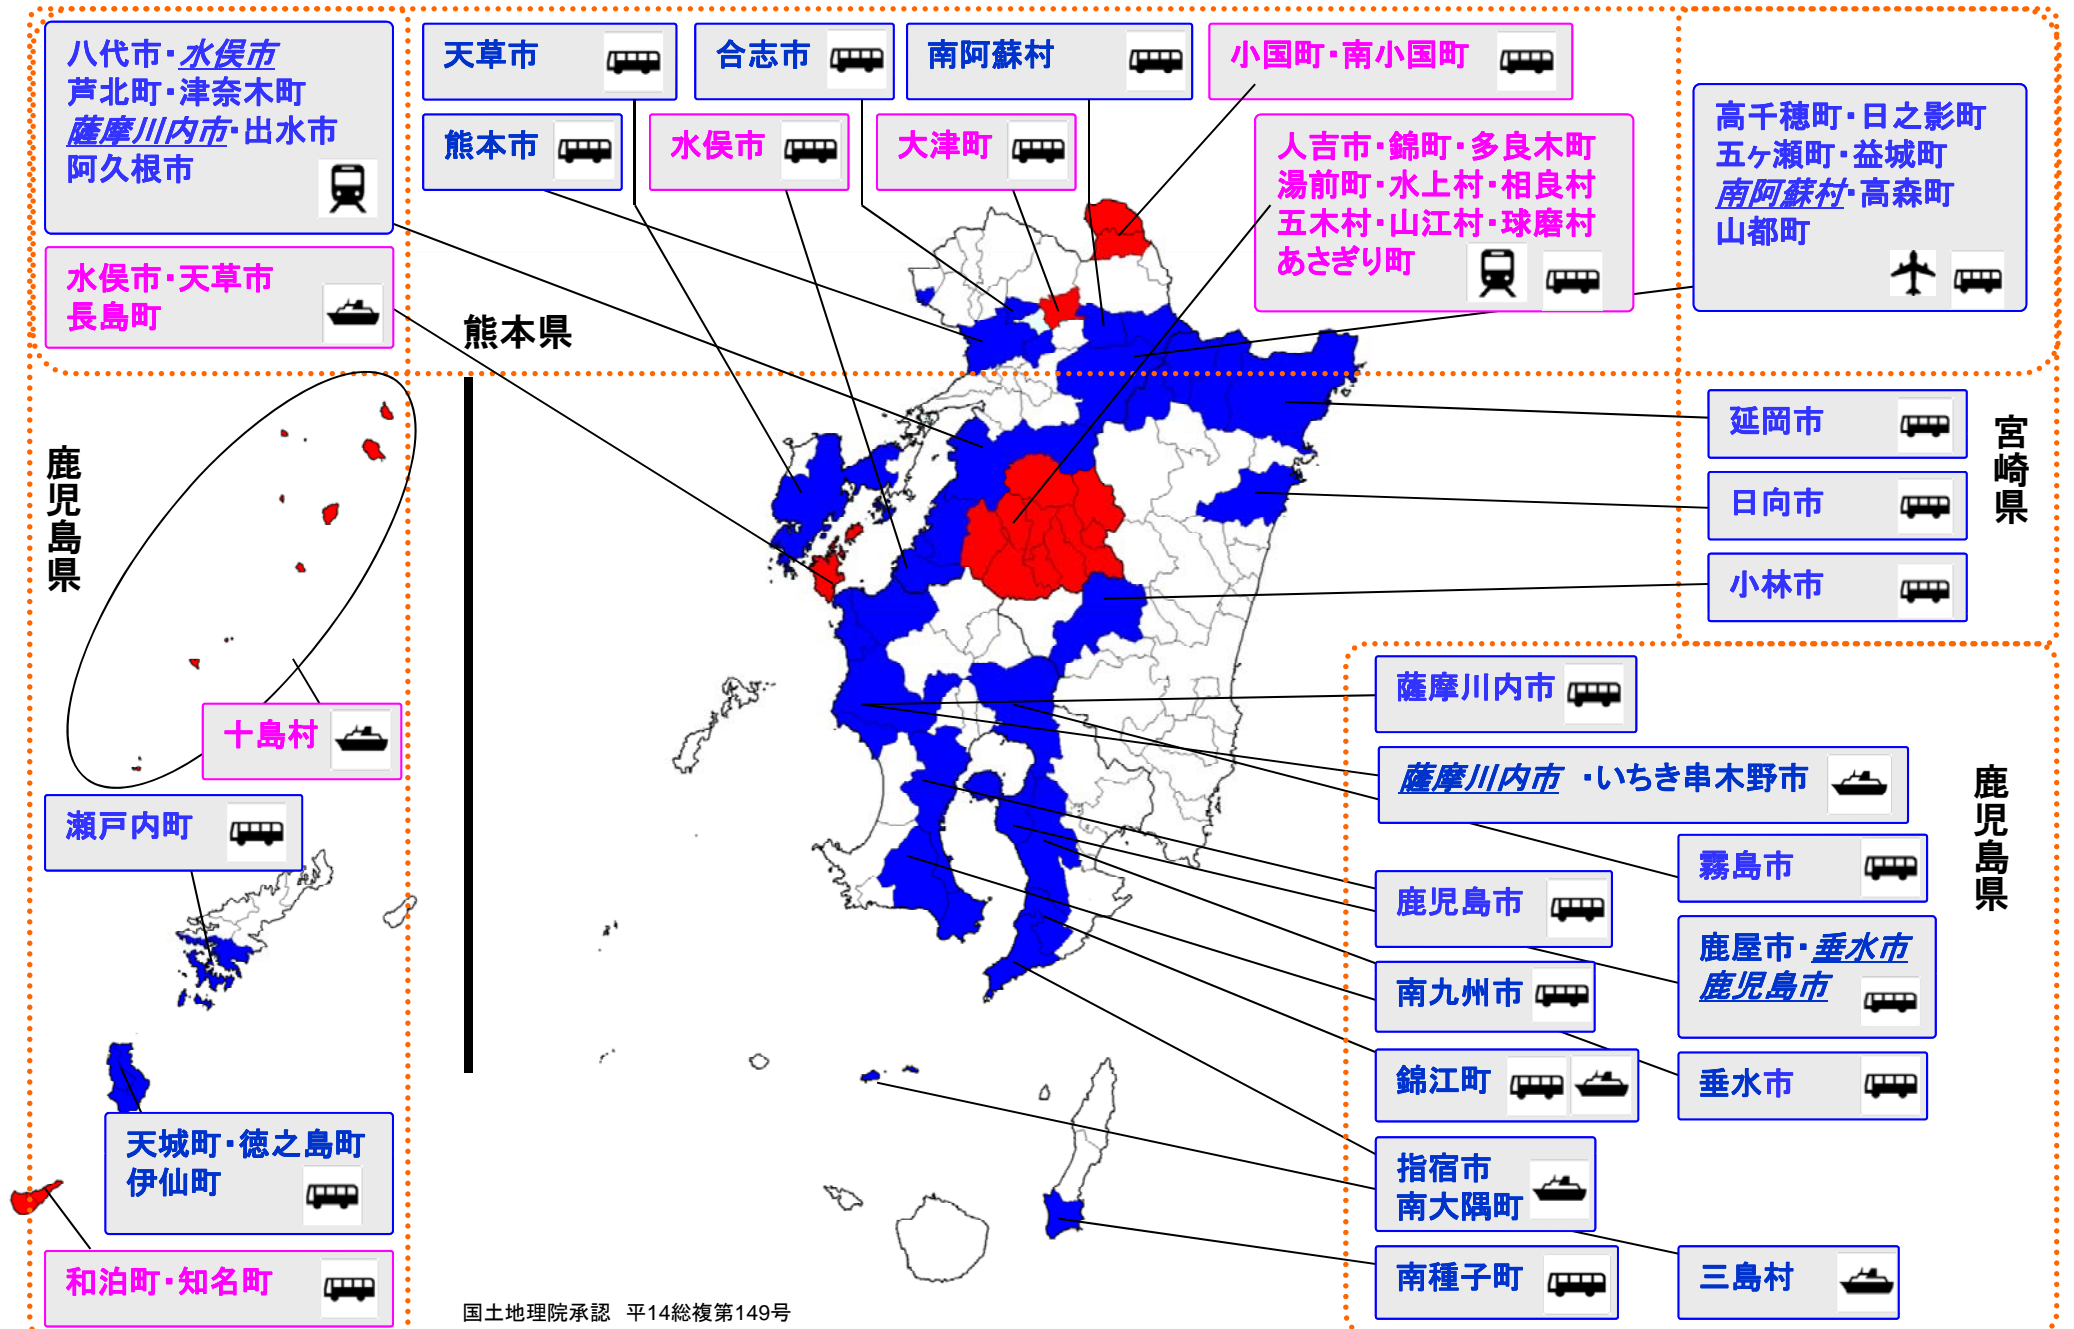 八代市・水俣市
芦北町・津奈木町
薩摩川内市・出水市
阿久根市
水俣市・天草市
長島町
天草市
合志市
南阿蘇村
小国町・南小国町
熊本市
水俣市
大津町
人吉市・錦町・多良木町
湯前町・水上村・相良村
五木村・山江村・球磨村
あさぎり町
高千穂町・日之影町
五ヶ瀬町・益城町
南阿蘇村・高森町
山都町
熊本県
鹿児島県
宮崎県
延岡市
日向市
小林市
十島村
瀬戸内町
天城町・徳之島町
伊仙町
和泊町・知名町
薩摩川内市
薩摩川内市 ・いちき串木野市
鹿児島県
霧島市
鹿児島市
鹿屋市・垂水市
鹿児島市
南九州市
錦江町
垂水市
指宿市
南大隅町
南種子町
三島村
国土地理院承認 平14総複第149号